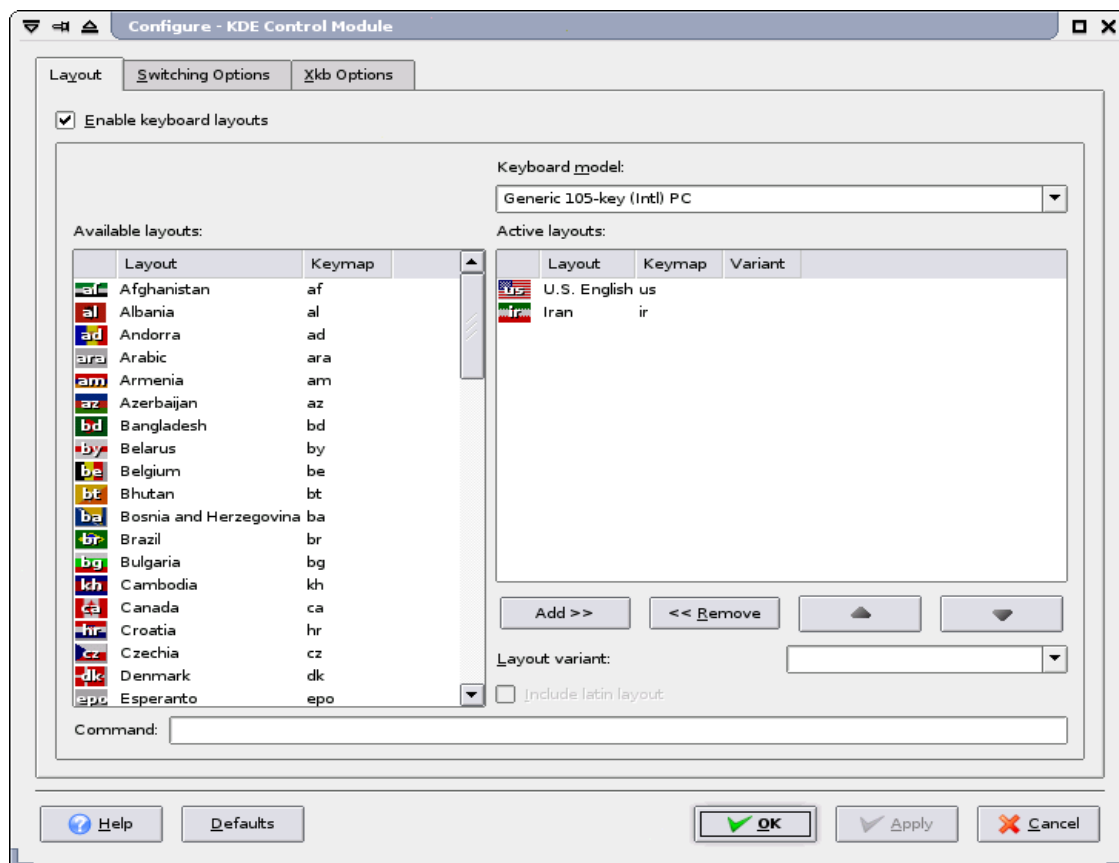 Configure - KDE Control Module
Layout Switching Options Xkb Options
Enable keyboard layouts
Keyboard model:
Generic 105-key (Intl) PC
Available layouts:
Layout Keymap
af Afghanistan af
al Albania al
ad Andorra ad
ara Arabic ara
am Armenia am
az Azerbaijan az
bd Bangladesh bd
by Belarus by
be Belgium be
bt Bhutan bt
ba Bosnia and Herzegovina ba
br Brazil br
bg Bulgaria bg
kh Cambodia kh
ca Canada ca
hr Croatia hr
cz Czechia cz
dk Denmark dk
epo Esperanto epo
Active layouts:
Layout Keymap Variant
us U.S. English us
ir Iran ir
Add >> << Remove
Layout variant:
Include latin layout
Command:
Help Defaults OK Apply Cancel